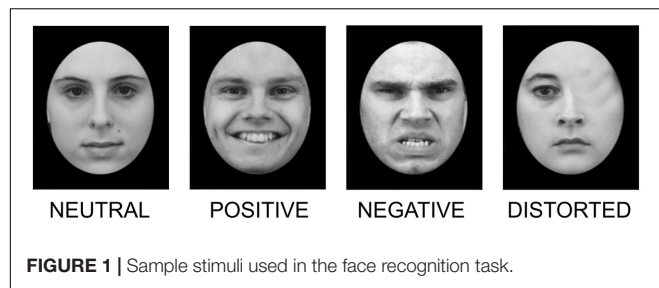 NEUTRAL POSITIVE NEGATIVE DISTORTED
FIGURE 1 | Sample stimuli used in the face recognition task.